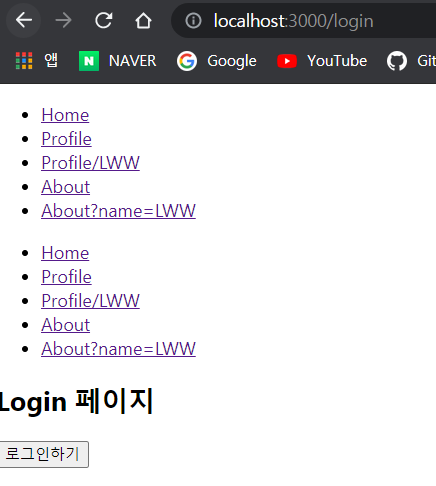 localhost:3000/login
앱 NAVER Google YouTube Git
Home
Profile
Profile/LWW
About
About?name=LWW
Home
Profile
Profile/LWW
About
About?name=LWW
Login 페이지
로그인하기